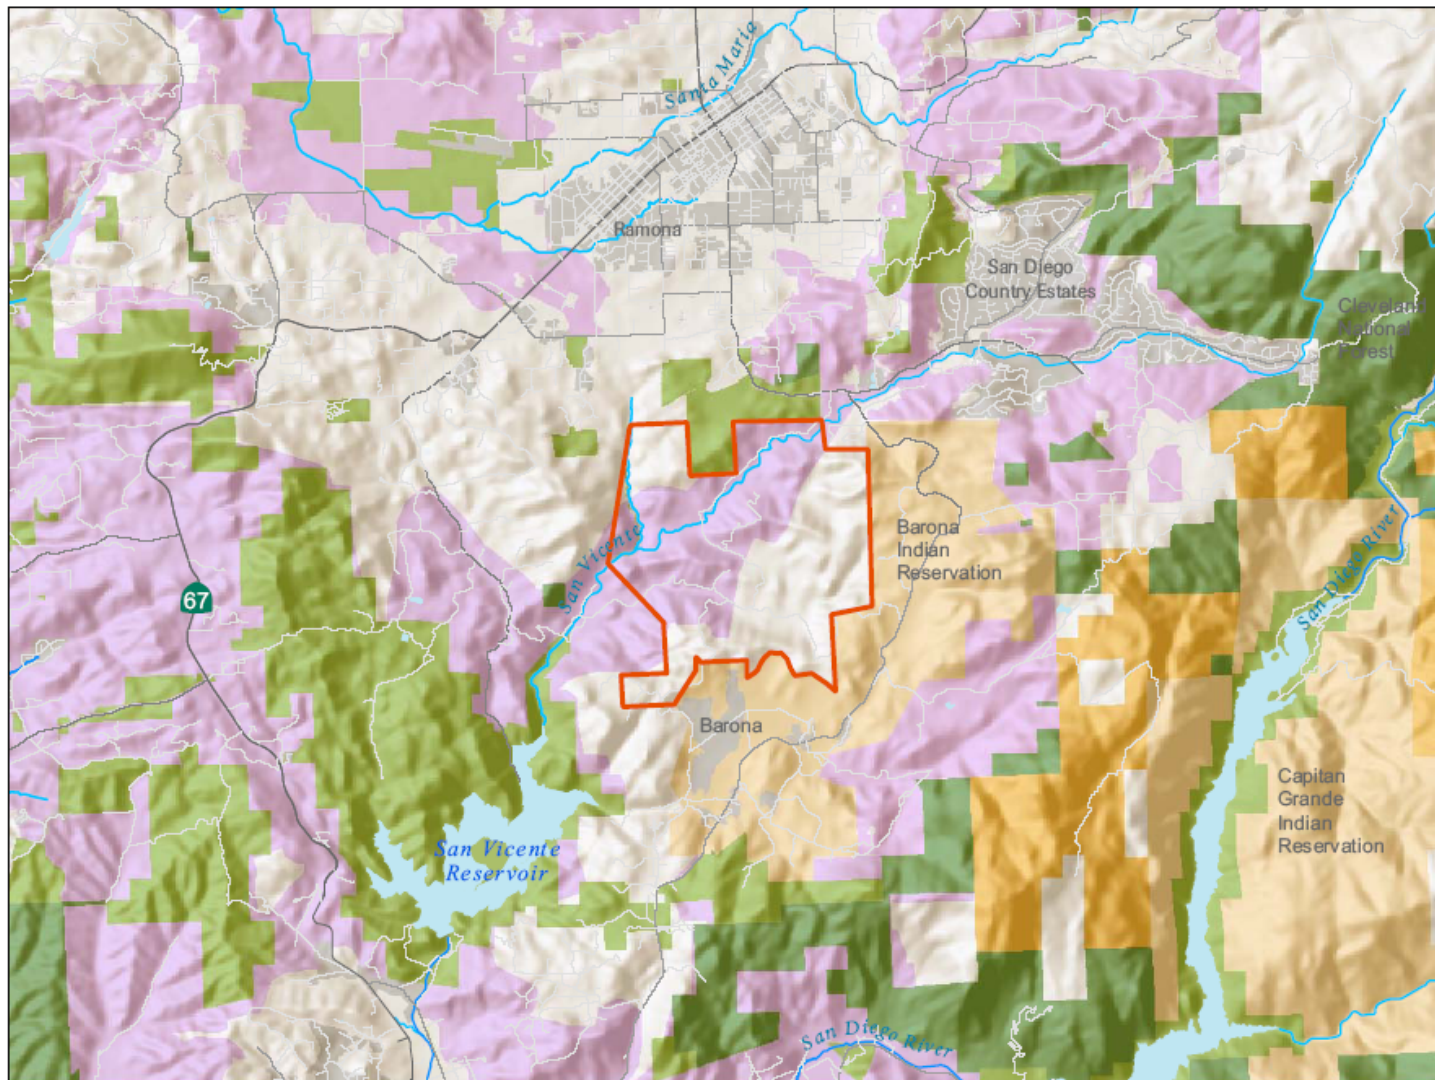 Santa Maria
Ramona
San Diego
Country Estates
Cleveland
National
Forest
San Vicente
Barona
Indian
Reservation
San Diego River
67
Barona
Capitan
Grande
Indian
Reservation
San Vicente
Reservoir
San Diego River